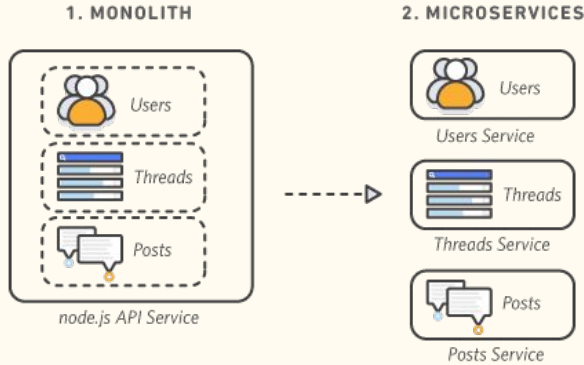 1. MONOLITH
Users
Threads
Posts
node.js API Service
2. MICROSERVICES
Users
Users Service
Threads
Threads Service
Posts
Posts Service